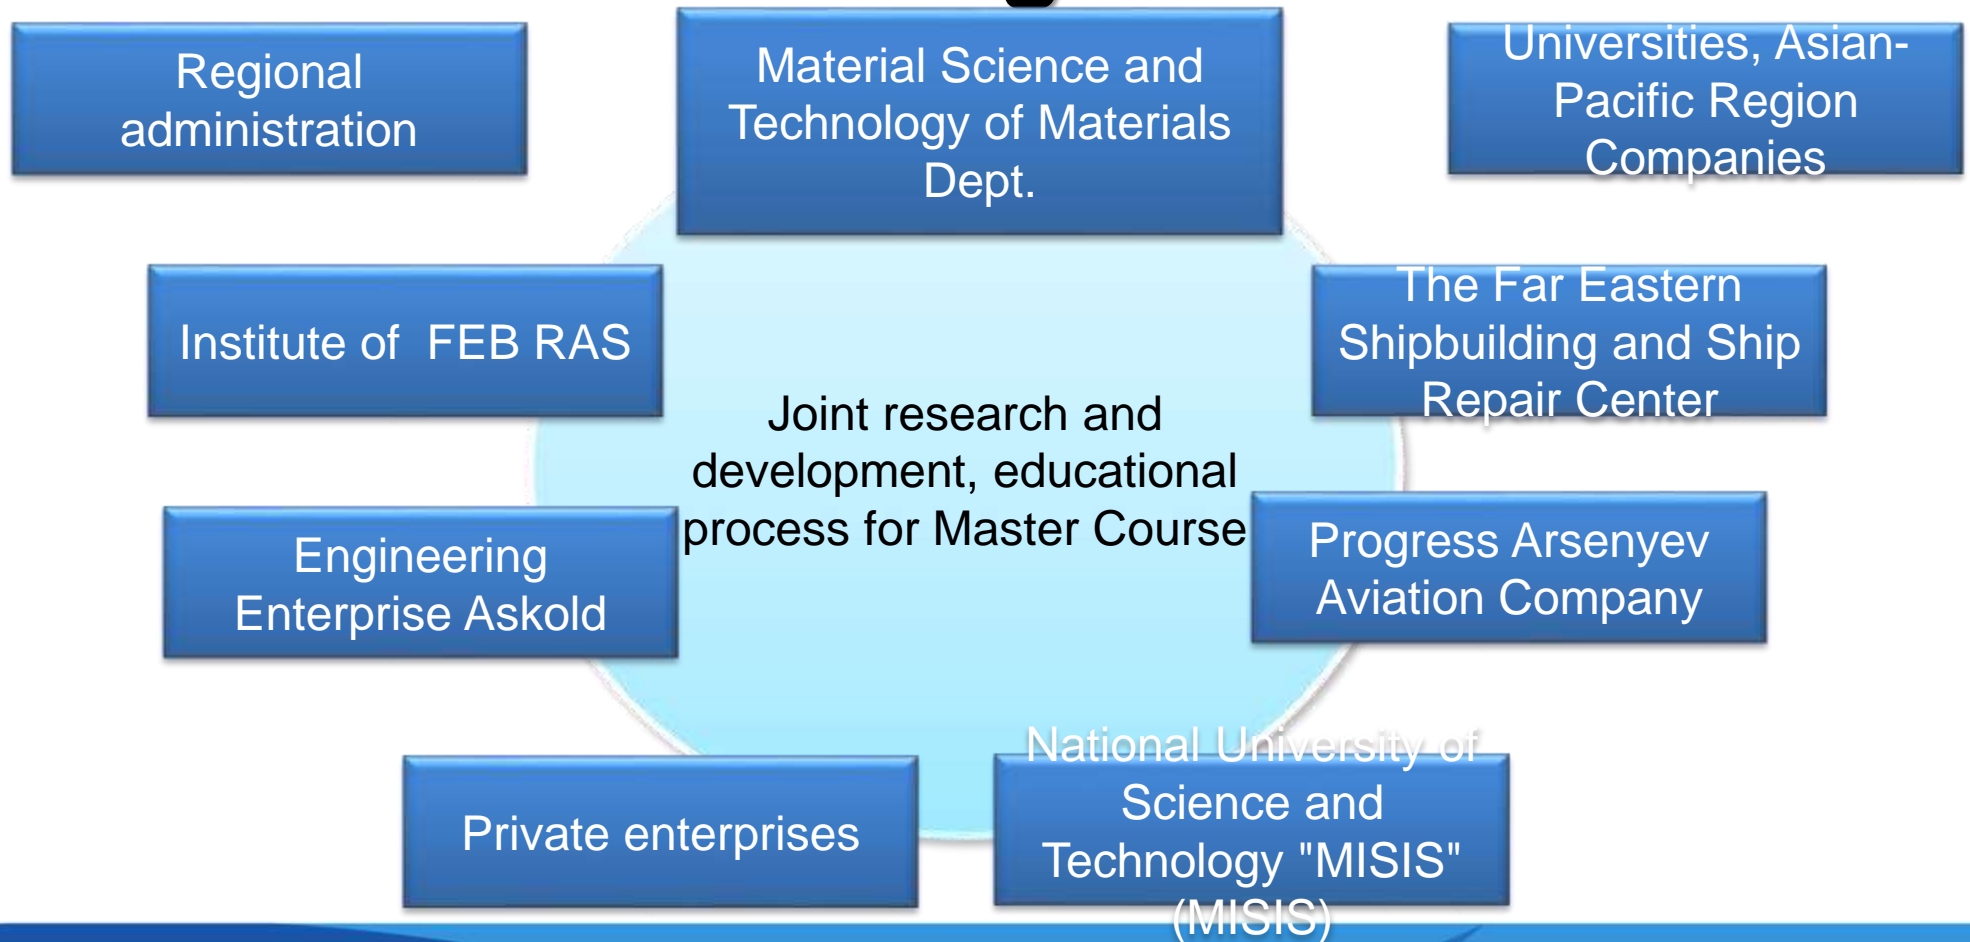 Regional
administration
Material Science and
Technology of Materials
Dept.
Universities, Asian-
Pacific Region
Companies
Institute of FEB RAS
The Far Eastern
Shipbuilding and Ship
Repair Center
Joint research and
development, educational
process for Master Course
Engineering
Enterprise Askold
Progress Arsenyev
Aviation Company
Private enterprises
National University of
Science and
Technology "MISIS"
(MISIS)